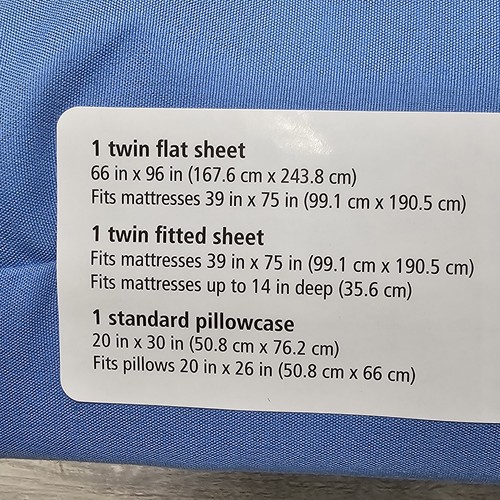 1 twin flat sheet
66 in x 96 in (167.6 cm x 243.8 cm)
Fits mattresses 39 in x 75 in (99.1 cm x 190.5 cm)
1 twin fitted sheet
Fits mattresses 39 in x 75 in (99.1 cm x 190.5 cm)
Fits mattresses up to 14 in deep (35.6 cm)
1 standard pillowcase
20 in x 30 in (50.8 cm x 76.2 cm)
Fits pillows 20 in x 26 in (50.8 cm x 66 cm)